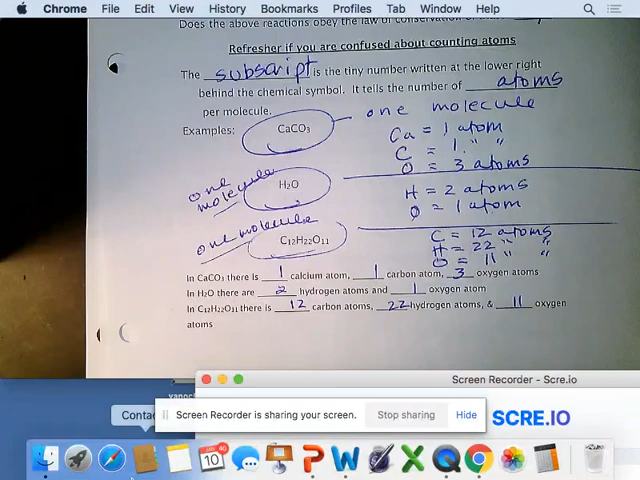 Chrome File Edit View History Bookmarks Profiles Tab Window Help
Does the above reactions obey the law of conservation of
Refresher if you are confused about counting atoms
The subscript is the tiny number written at the lower right
behind the chemical symbol. It tells the number of atoms
per molecule.
one molecule
Examples:
CaCO₃
Ca = 1 atom
C = 1 " "
O = 3 atoms
one molecule
H₂O
H = 2 atoms
O = 1 atom
one molecule
C₁₂H₂₂O₁₁
C = 12 atoms
H = 22 " "
O = 11 " "
In CaCO₃ there is 1 calcium atom, 1 carbon atom, 3 oxygen atoms
In H₂O there are 2 hydrogen atoms and 1 oxygen atom
In C₁₂H₂₂O₁₁ there is 12 carbon atoms, 22 hydrogen atoms, & 11 oxygen
atoms
Screen Recorder - Scre.io
Screen Recorder is sharing your screen. Stop sharing Hide
SCRE.IO
Conta
10